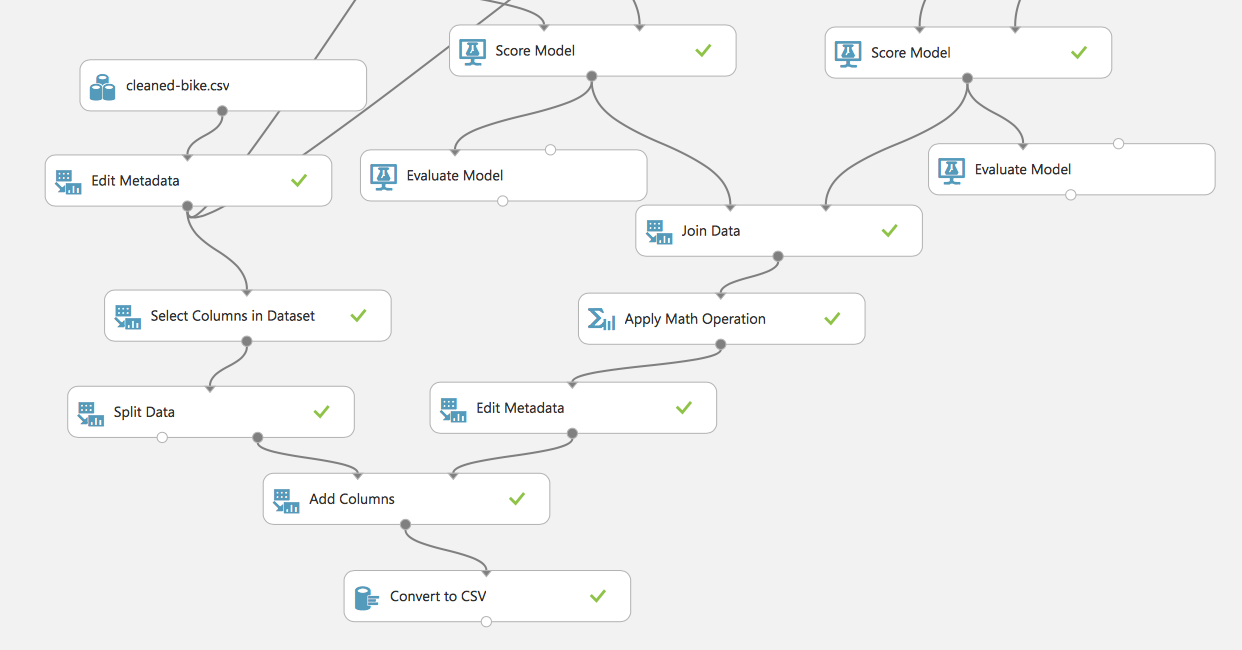 Score Model
Score Model
cleaned-bike.csv
Edit Metadata
Evaluate Model
Evaluate Model
Join Data
Select Columns in Dataset
Apply Math Operation
Split Data
Edit Metadata
Add Columns
Convert to CSV